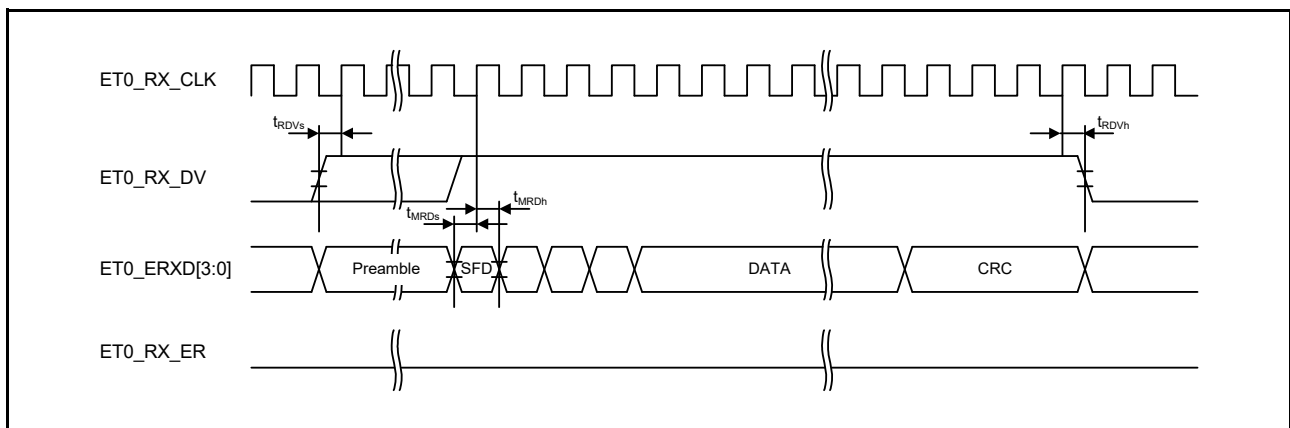 ET0_RX_CLK
tRDVs
tRDVh
ET0_RX_DV
tMRDs
tMRDh
ET0_ERXD[3:0]
Preamble
SFD
DATA
CRC
ET0_RX_ER